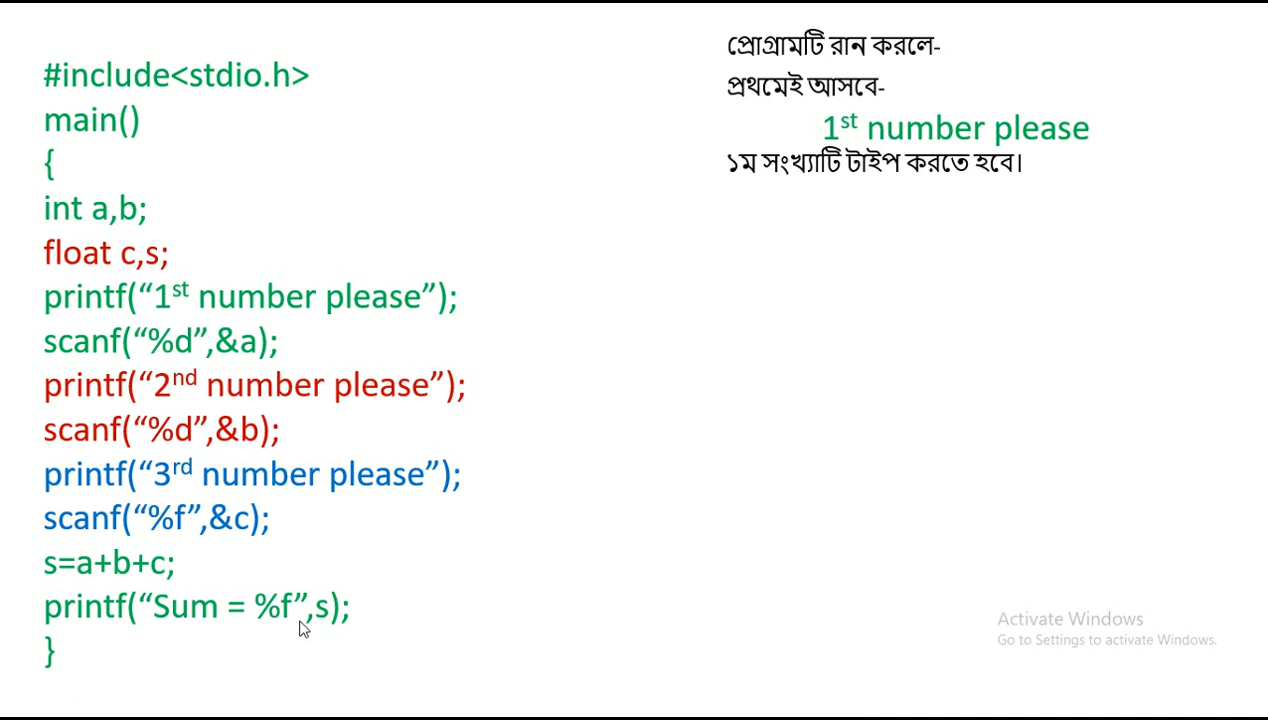 #include<stdio.h>
main()
{
int a,b;
float c,s;
printf(“1st number please”);
scanf(“%d”,&a);
printf(“2nd number please”);
scanf(“%d”,&b);
printf(“3rd number please”);
scanf(“%f”,&c);
s=a+b+c;
printf(“Sum = %f”,s);
}
প্রোগ্রামটি রান করলে-
প্রথমেই আসবে-
1st number please
১ম সংখ্যাটি টাইপ করতে হবে।
Activate Windows
Go to Settings to activate Windows.